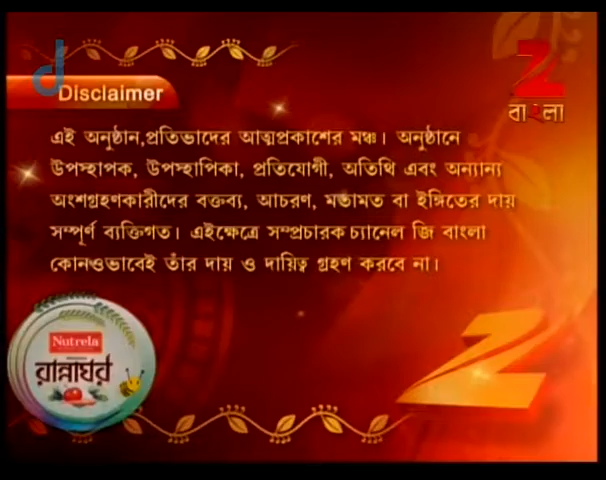 Disclaimer
বাংলা
এই অনুষ্ঠান,প্রতিভাদের আত্মপ্রকাশের মঞ্চ। অনুষ্ঠানে
উপস্হাপক, উপস্হাপিকা, প্রতিযোগী, অতিথি এবং অন্যান্য
অংশগ্রহণকারীদের বক্তব্য, আচরণ, মতামত বা ইঙ্গিতের দায়
সম্পূর্ণ ব্যক্তিগত। এইক্ষেত্রে সম্প্রচারক চ্যানেল জি বাংলা
কোনওভাবেই তাঁর দায় ও দায়িত্ব গ্রহণ করবে না।
Nutrela
রান্নাঘর